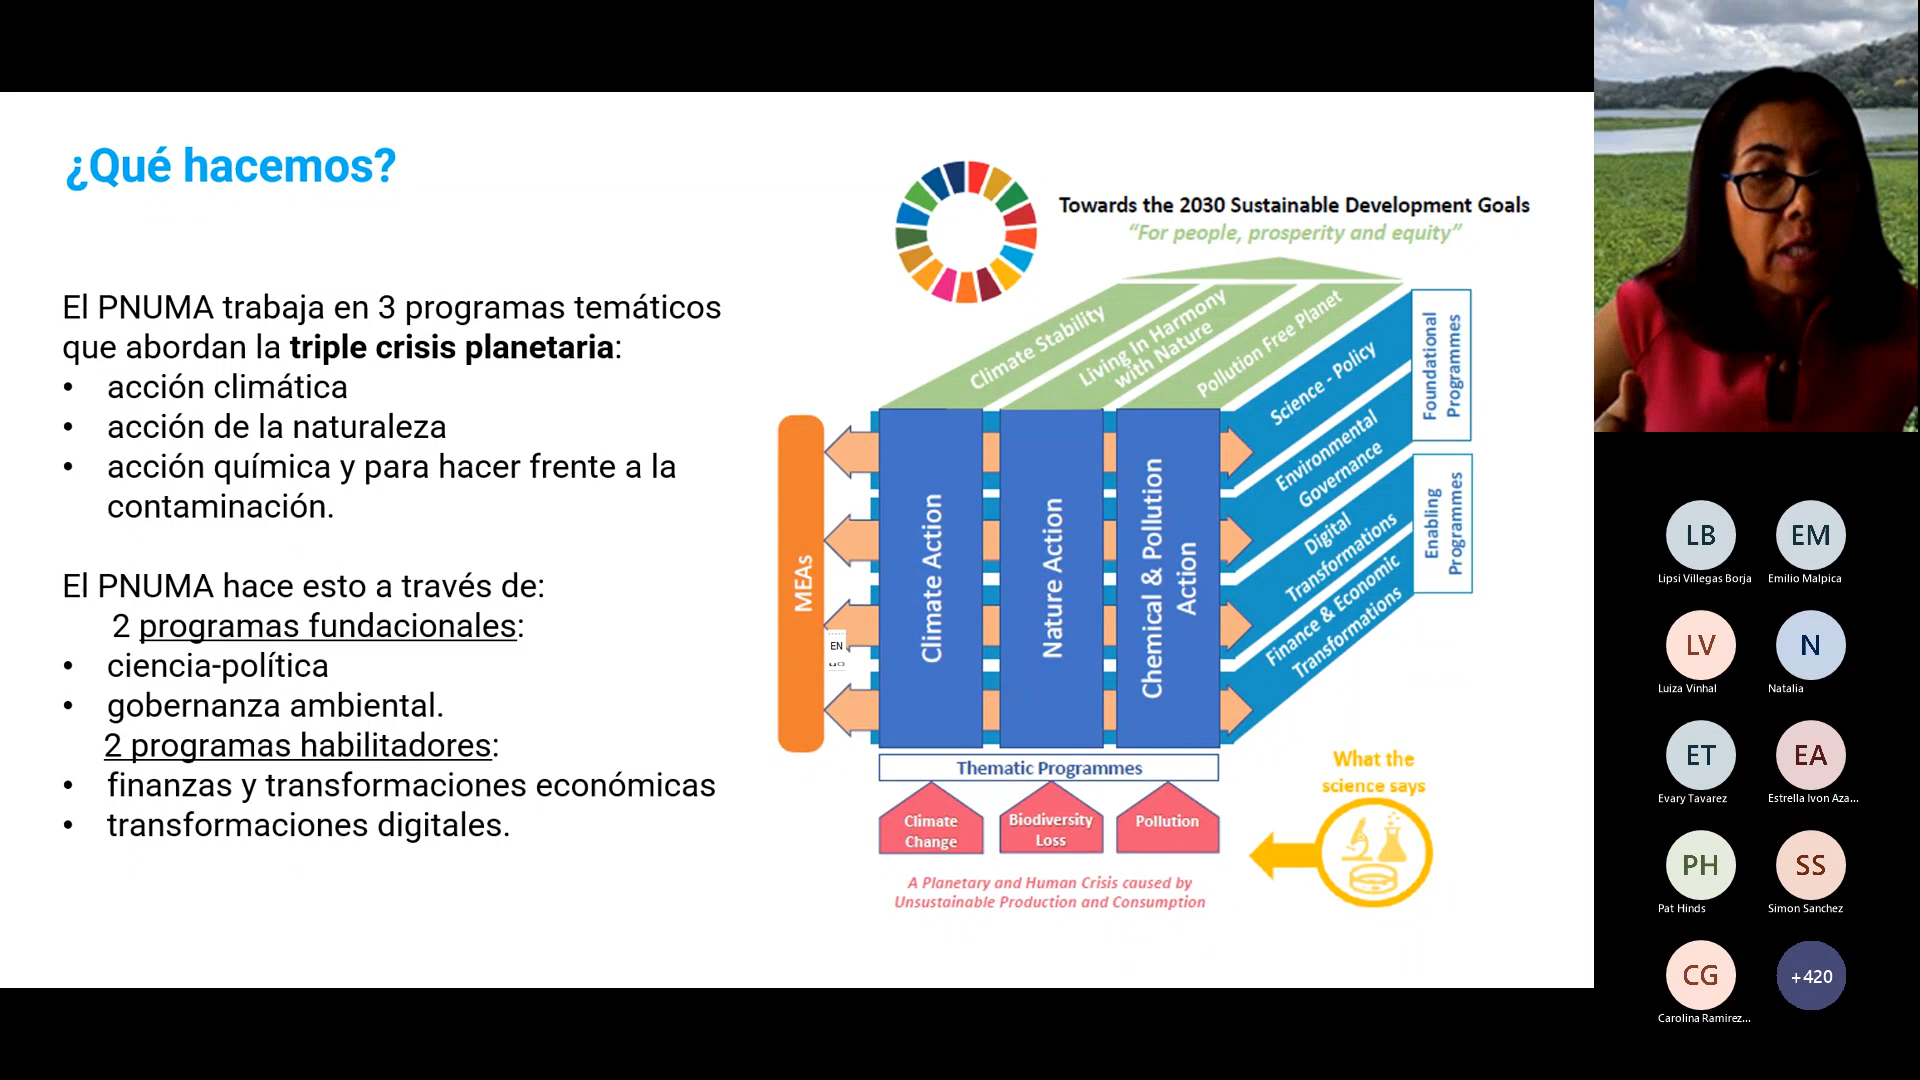 ¿Qué hacemos?
El PNUMA trabaja en 3 programas temáticos
que abordan la triple crisis planetaria:
• acción climática
• acción de la naturaleza
• acción química y para hacer frente a la
contaminación.
El PNUMA hace esto a través de:
2 programas fundacionales:
• ciencia-política
• gobernanza ambiental.
2 programas habilitadores:
• finanzas y transformaciones económicas
• transformaciones digitales.
Towards the 2030 Sustainable Development Goals
“For people, prosperity and equity”
Climate Stability
Living In Harmony
with Nature
Pollution Free Planet
Science - Policy
Environmental
Governance
Digital
Transformations
Finance & Economic
Transformations
Foundational
Programmes
Enabling
Programmes
MEAs
EN
Climate Action
Nature Action
Chemical & Pollution
Action
Thematic Programmes
Climate
Change
Biodiversity
Loss
Pollution
A Planetary and Human Crisis caused by
Unsustainable Production and Consumption
What the
science says
LB
Lipsi Villegas Borja
EM
Emilio Malpica
LV
Luiza Vinhal
N
Natalia
ET
Evary Tavarez
EA
Estrella Ivon Aza...
PH
Pat Hinds
SS
Simon Sanchez
CG
Carolina Ramirez...
+420